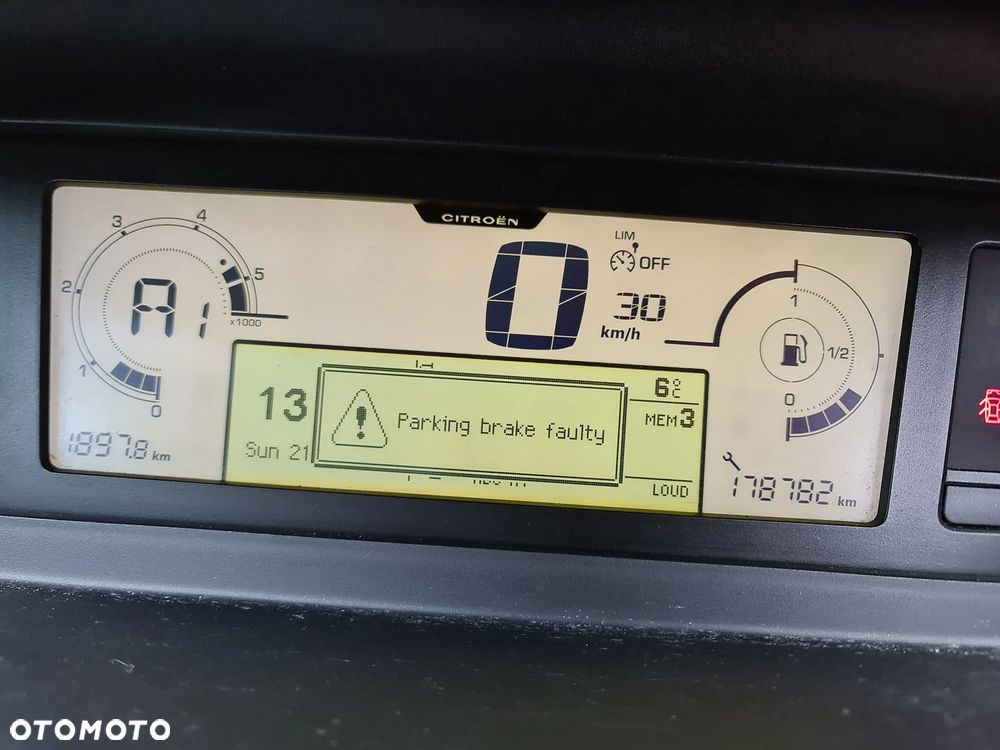 CITROËN
3
4
2
5
1
0
x1000
A1
0
LIM
OFF
30
km/h
1
1/2
0
13
6°C
Parking brake faulty
MEM3
Sun 21
LOUD
1897.8 km
178782 km
OTOMOTO